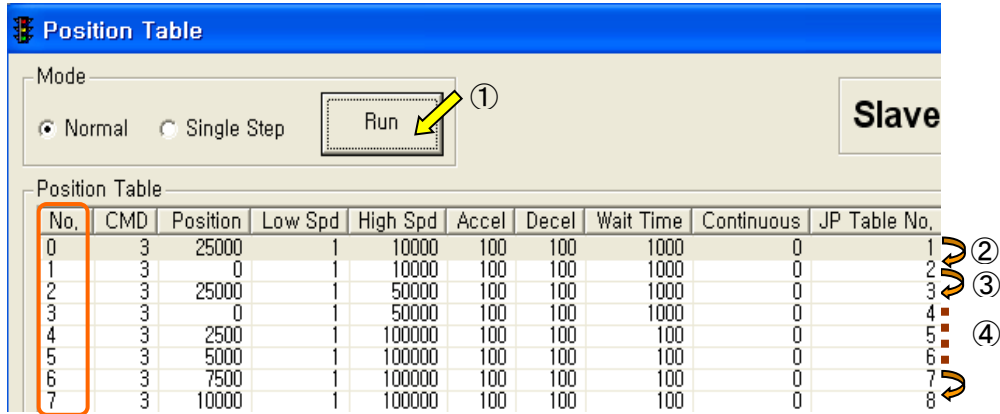 Position Table
Mode
Normal Single Step Run ①
Slave
Position Table
No. CMD Position Low Spd High Spd Accel Decel Wait Time Continuous JP Table No.
0 3 25000 1 10000 100 100 1000 0 1 ②
1 3 0 1 10000 100 100 1000 0 2
2 3 25000 1 50000 100 100 1000 0 3 ③
3 3 0 1 50000 100 100 1000 0 4
4 3 2500 1 100000 100 100 100 0 5 ④
5 3 5000 1 100000 100 100 100 0 6
6 3 7500 1 100000 100 100 100 0 7
7 3 10000 1 100000 100 100 100 0 8